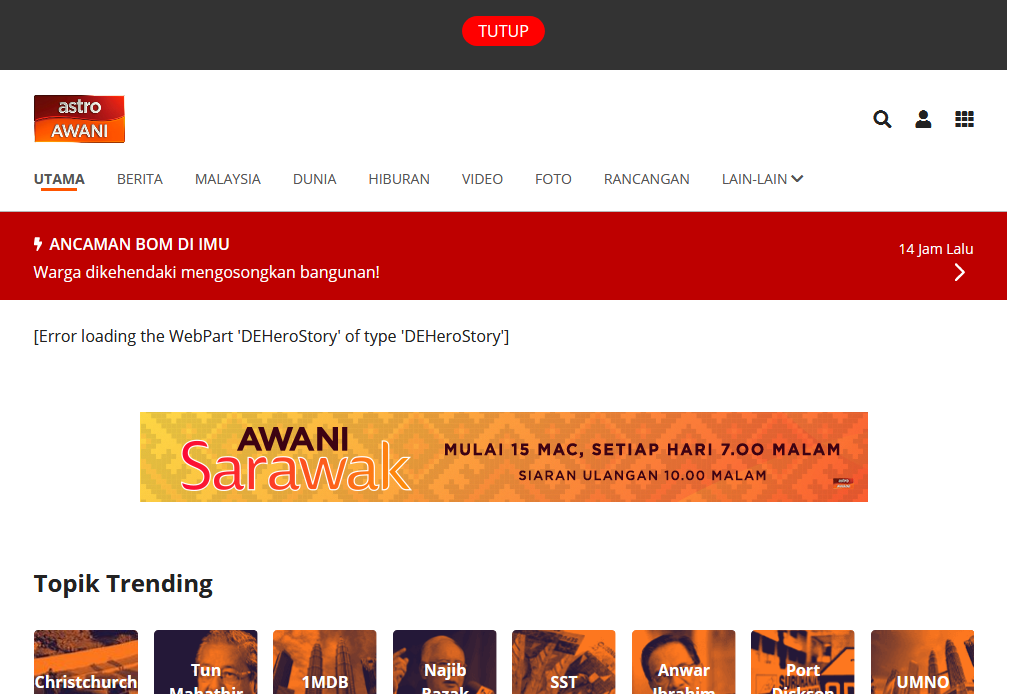 TUTUP
astro
AWANI
UTAMA BERITA MALAYSIA DUNIA HIBURAN VIDEO FOTO RANCANGAN LAIN-LAIN
ANCAMAN BOM DI IMU
14 Jam Lalu
Warga dikehendaki mengosongkan bangunan!
[Error loading the WebPart 'DEHeroStory' of type 'DEHeroStory']
AWANI
Sarawak
MULAI 15 MAC, SETIAP HARI 7.00 MALAM
SIARAN ULANGAN 10.00 MALAM
astro
AWANI
Topik Trending
Christchurch
Tun
Mahathir
1MDB
Najib
Razak
SST
Anwar
Ibrahim
Port
Dickson
UMNO